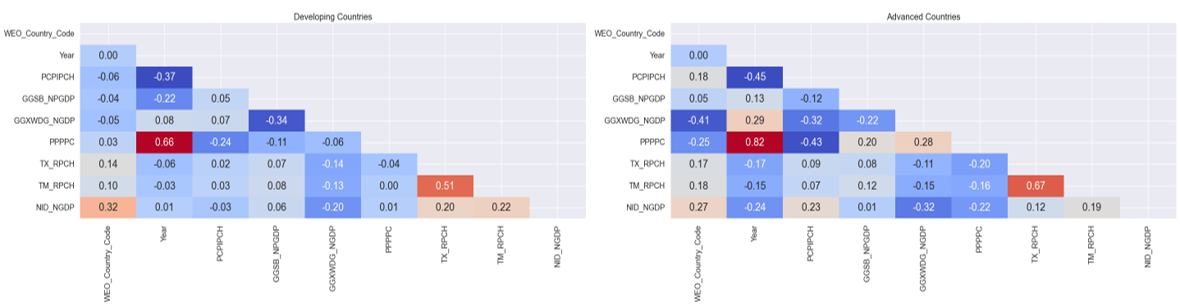 Developing Countries
WEO_Country_Code
Year 0.00
PCPIPCH -0.06 -0.37
GGSB_NPGDP -0.04 -0.22 0.05
GGXWDG_NGDP -0.05 0.08 0.07 -0.34
PPPPC 0.03 0.66 -0.24 -0.11 -0.06
TX_RPCH 0.14 -0.06 0.02 0.07 -0.14 -0.04
TM_RPCH 0.10 -0.03 0.03 0.08 -0.13 0.00 0.51
NID_NGDP 0.32 0.01 -0.03 0.06 -0.20 0.01 0.20 0.22
WEO_Country_Code Year PCPIPCH GGSB_NPGDP GGXWDG_NGDP PPPPC TX_RPCH TM_RPCH NID_NGDP
Advanced Countries
WEO_Country_Code
Year 0.00
PCPIPCH 0.18 -0.45
GGSB_NPGDP 0.05 0.13 -0.12
GGXWDG_NGDP -0.41 0.29 -0.32 -0.22
PPPPC -0.25 0.82 -0.43 0.20 0.28
TX_RPCH 0.17 -0.17 0.09 0.08 -0.11 -0.20
TM_RPCH 0.18 -0.15 0.07 0.12 -0.15 -0.16 0.67
NID_NGDP 0.27 -0.24 0.23 0.01 -0.32 -0.22 0.12 0.19
WEO_Country_Code Year PCPIPCH GGSB_NPGDP GGXWDG_NGDP PPPPC TX_RPCH TM_RPCH NID_NGDP